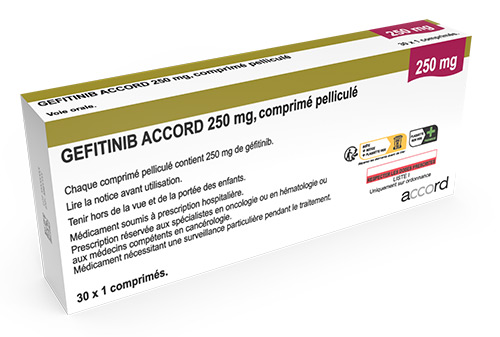 GEFITINIB ACCORD 250 mg, comprimé pelliculé
Voie orale.
250 mg
30 x 1 comprimés.
250 mg
GEFITINIB ACCORD 250 mg, comprimé pelliculé
Chaque comprimé pelliculé contient 250 mg de géfitinib.
Lire la notice avant utilisation.
Tenir hors de la vue et de la portée des enfants.
Médicament soumis à prescription hospitalière.
Prescription réservée aux spécialistes en oncologie ou en hématologie ou
aux médecins compétents en cancérologie.
Médicament nécessitant une surveillance particulière pendant le traitement.
30 x 1 comprimés.
RESPECTER LES DOSES PRESCRITES
LISTE I
Uniquement sur ordonnance
accord